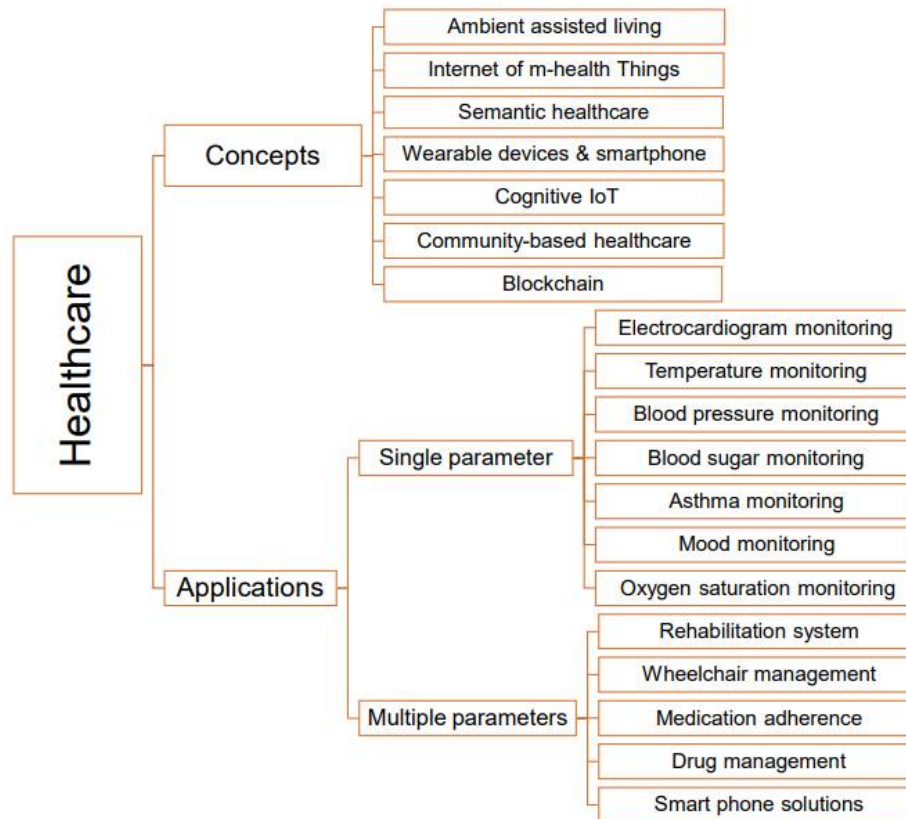 Healthcare
Concepts
Ambient assisted living
Internet of m-health Things
Semantic healthcare
Wearable devices & smartphone
Cognitive IoT
Community-based healthcare
Blockchain
Applications
Single parameter
Electrocardiogram monitoring
Temperature monitoring
Blood pressure monitoring
Blood sugar monitoring
Asthma monitoring
Mood monitoring
Oxygen saturation monitoring
Multiple parameters
Rehabilitation system
Wheelchair management
Medication adherence
Drug management
Smart phone solutions